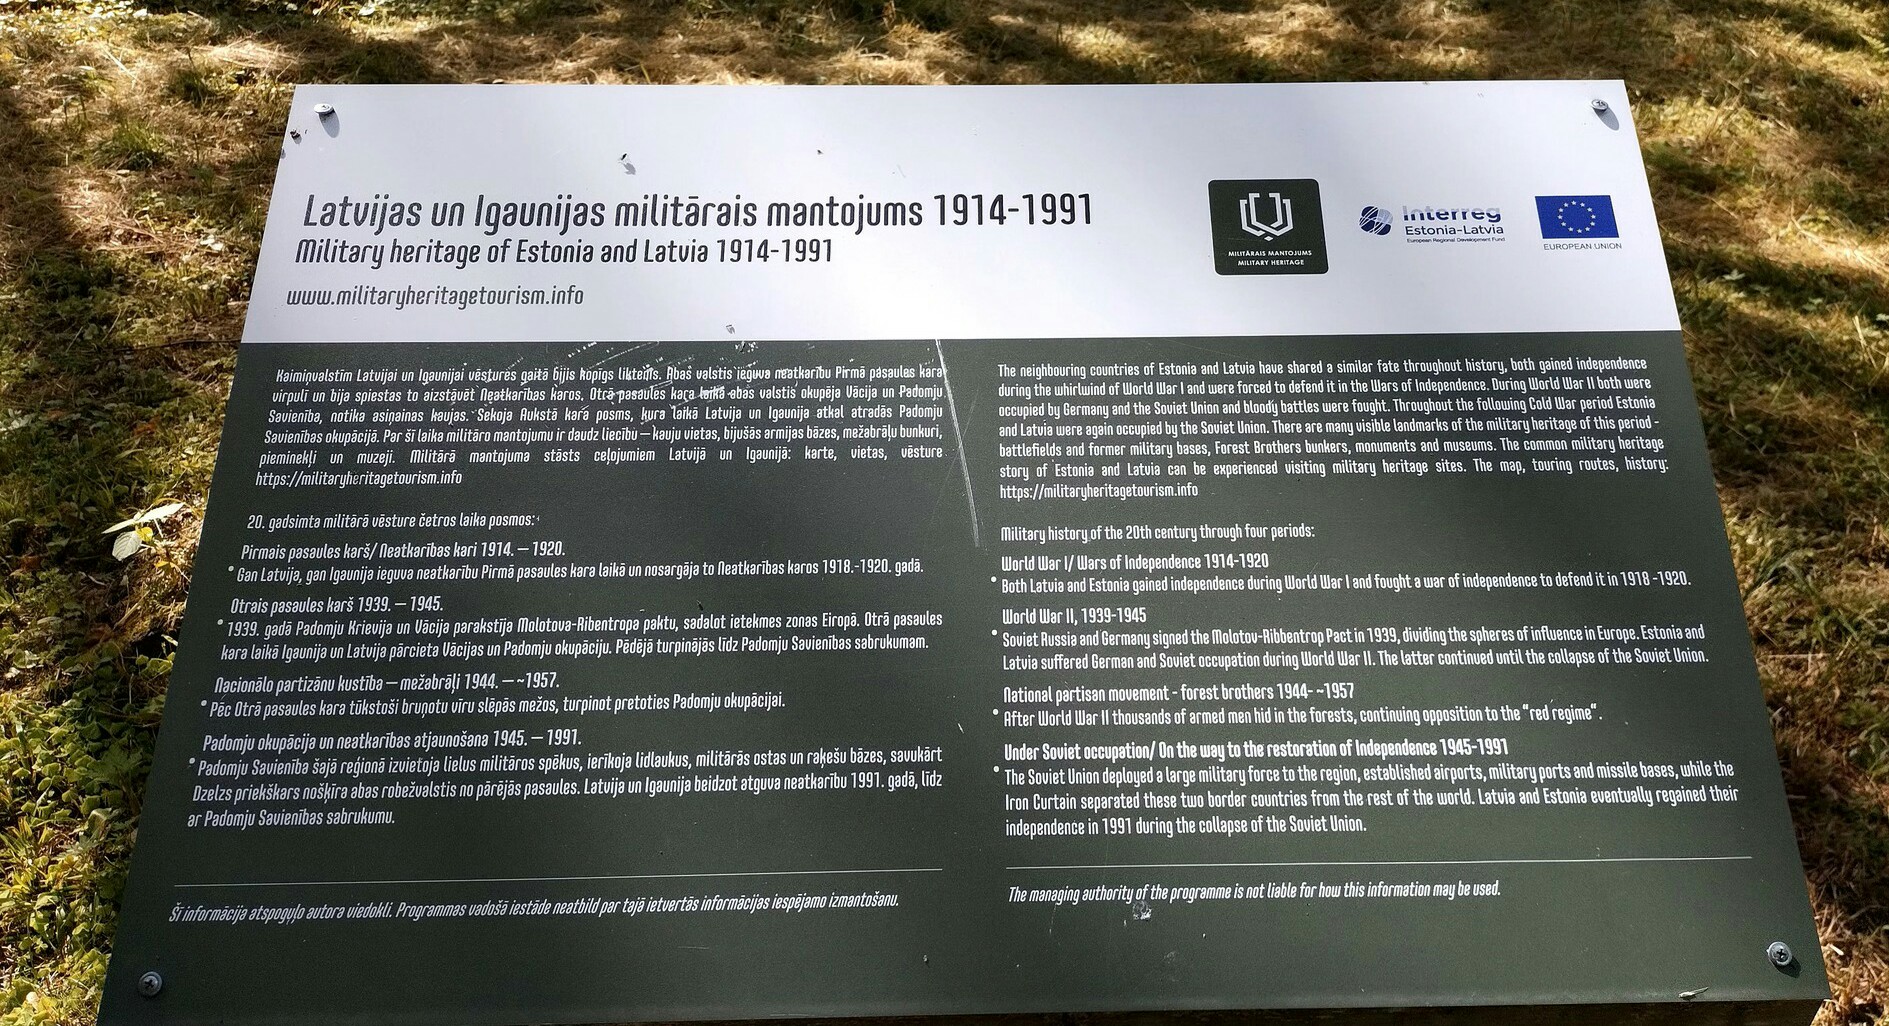 Latvijas un Igaunijas militārais mantojums 1914-1991
Military heritage of Estonia and Latvia 1914-1991
www.militaryheritagetourism.info
MILITĀRAIS MANTOJUMS
MILITARY HERITAGE
Interreg
Estonia-Latvia
European Regional Development Fund
EUROPEAN UNION
Kaimiņvalstīm Latvijai un Igaunijai vēstures gaitā bijis kopīgs liktenis. Abas valstis ieguva neatkarību Pirmā pasaules kara
virpulī un bija spiestas to aizstāvēt Neatkarības karos. Otrā pasaules kara laikā abas valstis okupēja Vācija un Padomju
Savienība, notika asiņainas kaujas. Sekoja Aukstā kara posms, kura laikā Latvija un Igaunija atkal atradās Padomju
Savienības okupācijā. Par šī laika militāro mantojumu ir daudz liecību – kauju vietas, bijušās armijas bāzes, mežabrāļu bunkuri,
pieminekļi un muzeji. Militārā mantojuma stāsts ceļojumiem Latvijā un Igaunijā: karte, vietas, vēsture
https://militaryheritagetourism.info
20. gadsimta militārā vēsture četros laika posmos:
Pirmais pasaules karš/ Neatkarības kari 1914. – 1920.
• Gan Latvija, gan Igaunija ieguva neatkarību Pirmā pasaules kara laikā un nosargāja to Neatkarības karos 1918.-1920. gadā.
Otrais pasaules karš 1939. – 1945.
• 1939. gadā Padomju Krievija un Vācija parakstīja Molotova-Ribentropa paktu, sadalot ietekmes zonas Eiropā. Otrā pasaules
kara laikā Igaunija un Latvija pārcieta Vācijas un Padomju okupāciju. Pēdējā turpinājās līdz Padomju Savienības sabrukumam.
Nacionālo partizānu kustība – mežabrāļi 1944. – ~1957.
• Pēc Otrā pasaules kara tūkstoši bruņotu vīru slēpās mežos, turpinot pretoties Padomju okupācijai.
Padomju okupācija un neatkarības atjaunošana 1945. – 1991.
• Padomju Savienība šajā reģionā izvietoja lielus militāros spēkus, ierīkoja lidlaukus, militārās ostas un raķešu bāzes, savukārt
Dzelzs priekškars nošķīra abas robežvalstis no pārējās pasaules. Latvija un Igaunija beidzot atguva neatkarību 1991. gadā, līdz
ar Padomju Savienības sabrukumu.
Šī informācija atspoguļo autora viedokli. Programmas vadošā iestāde neatbild par tajā ietvertās informācijas iespējamo izmantošanu.
The neighbouring countries of Estonia and Latvia have shared a similar fate throughout history, both gained independence
during the whirlwind of World War I and were forced to defend it in the Wars of Independence. During World War II both were
occupied by Germany and the Soviet Union and bloody battles were fought. Throughout the following Cold War period Estonia
and Latvia were again occupied by the Soviet Union. There are many visible landmarks of the military heritage of this period -
battlefields and former military bases, Forest Brothers bunkers, monuments and museums. The common military heritage
story of Estonia and Latvia can be experienced visiting military heritage sites. The map, touring routes, history:
https://militaryheritagetourism.info
Military history of the 20th century through four periods:
World War I/ Wars of Independence 1914-1920
• Both Latvia and Estonia gained independence during World War I and fought a war of independence to defend it in 1918 -1920.
World War II, 1939-1945
• Soviet Russia and Germany signed the Molotov-Ribbentrop Pact in 1939, dividing the spheres of influence in Europe. Estonia and
Latvia suffered German and Soviet occupation during World War II. The latter continued until the collapse of the Soviet Union.
National partisan movement - forest brothers 1944- ~1957
• After World War II thousands of armed men hid in the forests, continuing opposition to the "red regime".
Under Soviet occupation/ On the way to the restoration of Independence 1945-1991
• The Soviet Union deployed a large military force to the region, established airports, military ports and missile bases, while the
Iron Curtain separated these two border countries from the rest of the world. Latvia and Estonia eventually regained their
independence in 1991 during the collapse of the Soviet Union.
The managing authority of the programme is not liable for how this information may be used.